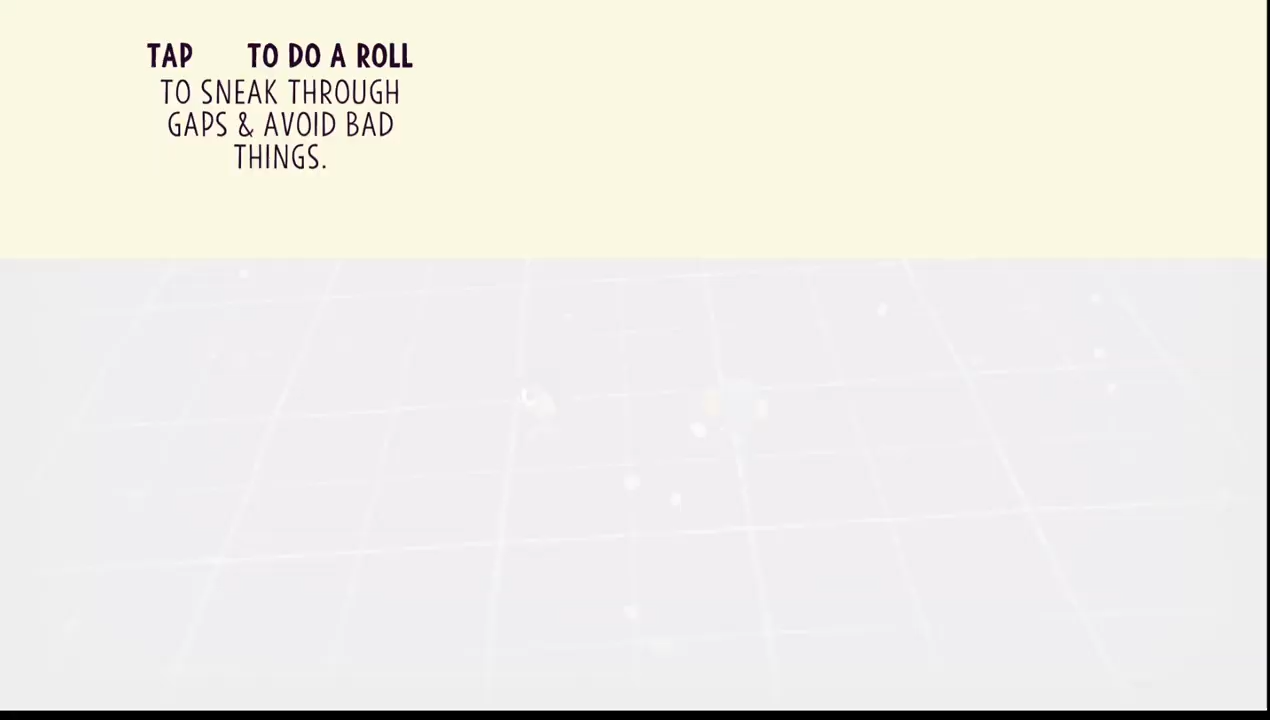 TAP TO DO A ROLL
TO SNEAK THROUGH
GAPS & AVOID BAD
THINGS.